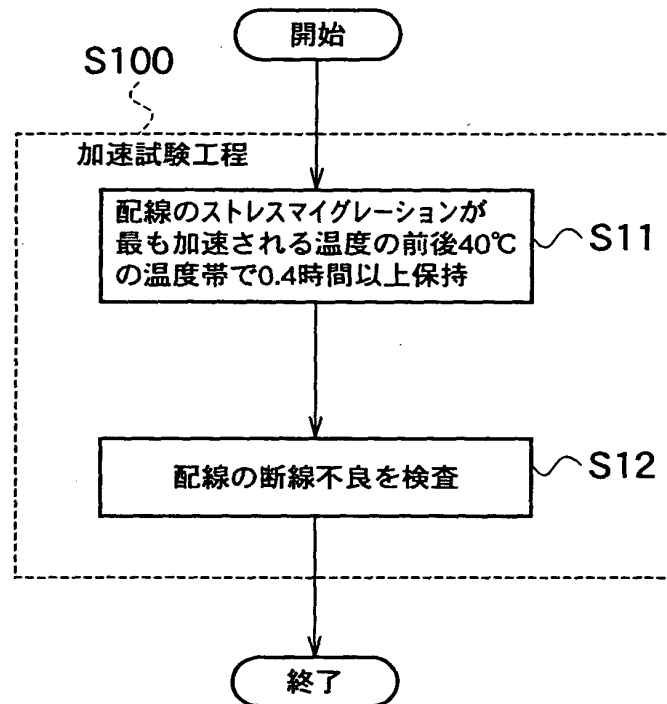 開始
S100
加速試験工程
配線のストレスマイグレーションが
最も加速される温度の前後40℃
の温度帯で0.4時間以上保持
S11
配線の断線不良を検査
S12
終了